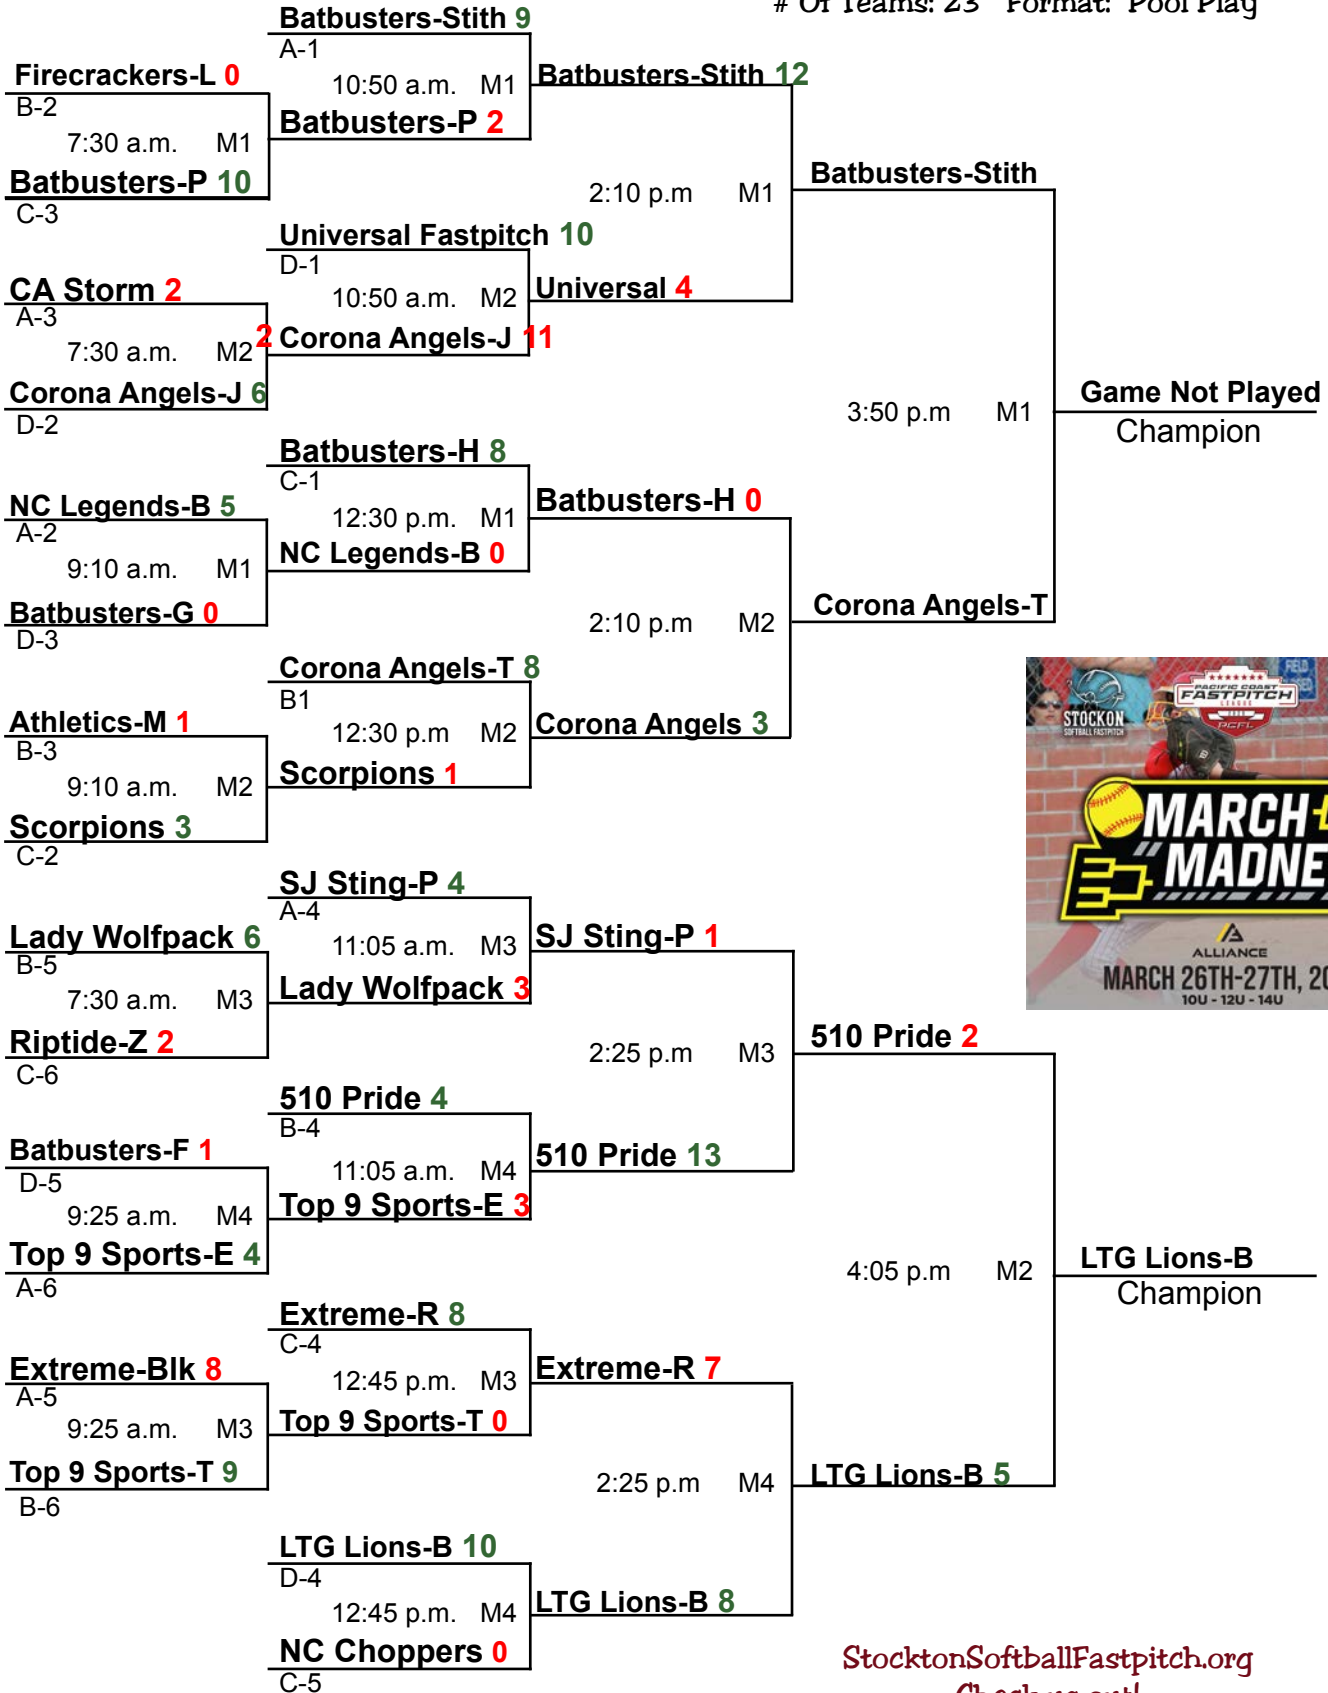 # Of Teams: 23 Format: Pool Play
Batbusters-Stith 9
A-1
Firecrackers-L 0
10:50 a.m. M1
Batbusters-Stith 12
B-2
Batbusters-P 2
7:30 a.m. M1
Batbusters-P 10
C-3
2:10 p.m M1
Batbusters-Stith
Universal Fastpitch 10
D-1
CA Storm 2
10:50 a.m. M2
Universal 4
A-3
2 Corona Angels-J 11
7:30 a.m. M2
Corona Angels-J 6
D-2
3:50 p.m M1
Game Not Played
Champion
Batbusters-H 8
C-1
NC Legends-B 5
12:30 p.m. M1
Batbusters-H 0
A-2
NC Legends-B 0
9:10 a.m. M1
Batbusters-G 0
D-3
2:10 p.m M2
Corona Angels-T
Corona Angels-T 8
B1
Athletics-M 1
12:30 p.m M2
Corona Angels 3
B-3
Scorpions 1
9:10 a.m. M2
Scorpions 3
C-2
STOCKON
SOFTBALL FASTPITCH
PACIFIC COAST
FASTPITCH
LEAGUE
PCFL
FIELD
MARCH
MADNE
ALLIANCE
MARCH 26TH-27TH, 20
10U - 12U - 14U
SJ Sting-P 4
A-4
Lady Wolfpack 6
11:05 a.m. M3
SJ Sting-P 1
B-5
Lady Wolfpack 3
7:30 a.m. M3
Riptide-Z 2
C-6
2:25 p.m M3
510 Pride 2
510 Pride 4
B-4
Batbusters-F 1
11:05 a.m. M4
510 Pride 13
D-5
Top 9 Sports-E 3
9:25 a.m. M4
Top 9 Sports-E 4
A-6
4:05 p.m M2
LTG Lions-B
Champion
Extreme-R 8
C-4
Extreme-Blk 8
12:45 p.m. M3
Extreme-R 7
A-5
Top 9 Sports-T 0
9:25 a.m. M3
Top 9 Sports-T 9
B-6
2:25 p.m M4
LTG Lions-B 5
LTG Lions-B 10
D-4
12:45 p.m. M4
LTG Lions-B 8
NC Choppers 0
C-5
StocktonSoftballFastpitch.org
Check us out!